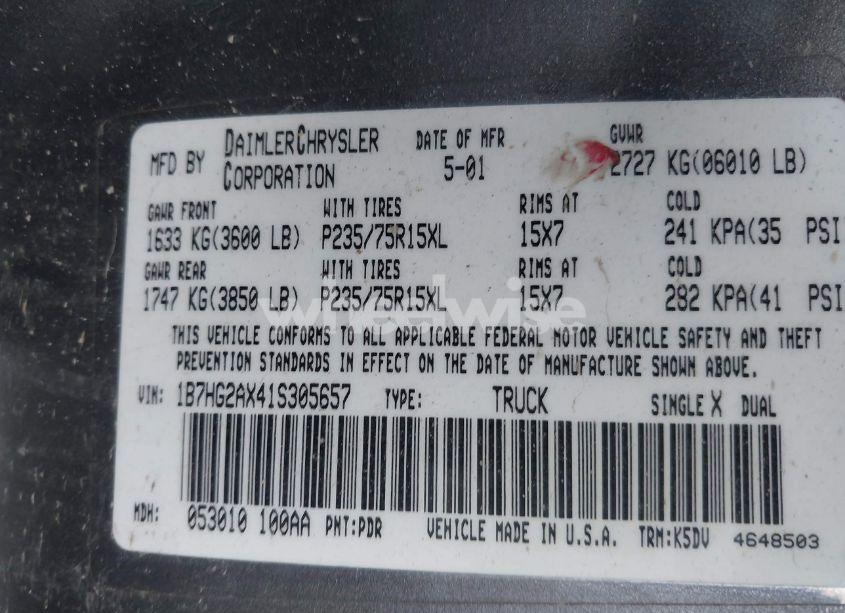 MFD BY DAIMLERCHRYSLER CORPORATION
DATE OF MFR 5-01
GVWR 2727 KG(06010 LB)
GAWR FRONT WITH TIRES RIMS AT COLD
1633 KG(3600 LB) P235/75R15XL 15X7 241 KPA(35 PSI
GAWR REAR WITH TIRES RIMS AT COLD
1747 KG(3850 LB) P235/75R15XL 15X7 282 KPA(41 PSI
wheelwise
THIS VEHICLE CONFORMS TO ALL APPLICABLE FEDERAL MOTOR VEHICLE SAFETY AND THEFT
PREVENTION STANDARDS IN EFFECT ON THE DATE OF MANUFACTURE SHOWN ABOVE.
VIN: 1B7HG2AX41S305657 TYPE: TRUCK SINGLE X DUAL
MDH: 053010 100AA PNT:PDR VEHICLE MADE IN U.S.A. TRM:K5DV 4648503